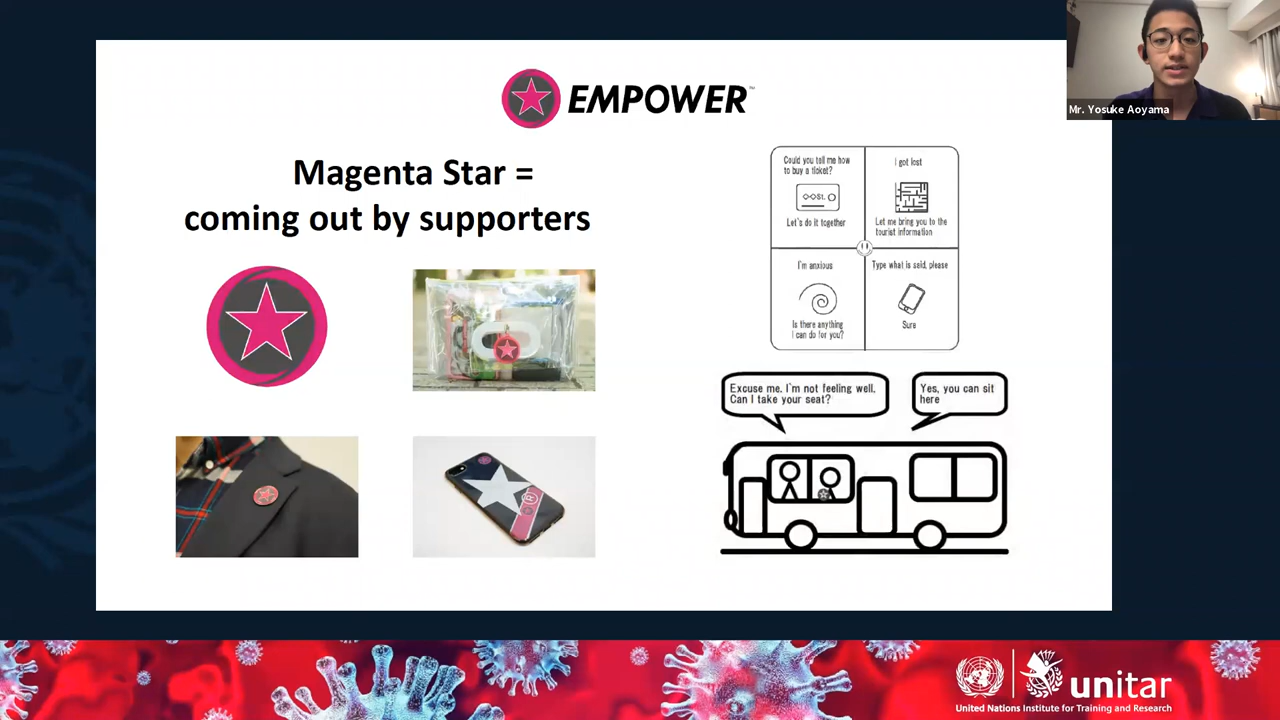 EMPOWER™
Mr. Yosuke Aoyama
Magenta Star =
coming out by supporters
Could you tell me how
to buy a ticket?
Let's do it together
I got lost
Let me bring you to the
tourist information
I'm anxious
Is there anything
I can do for you?
Type what is said, please
Sure
Excuse me. I'm not feeling well.
Can I take your seat?
Yes, you can sit
here
unitar
United Nations Institute for Training and Research